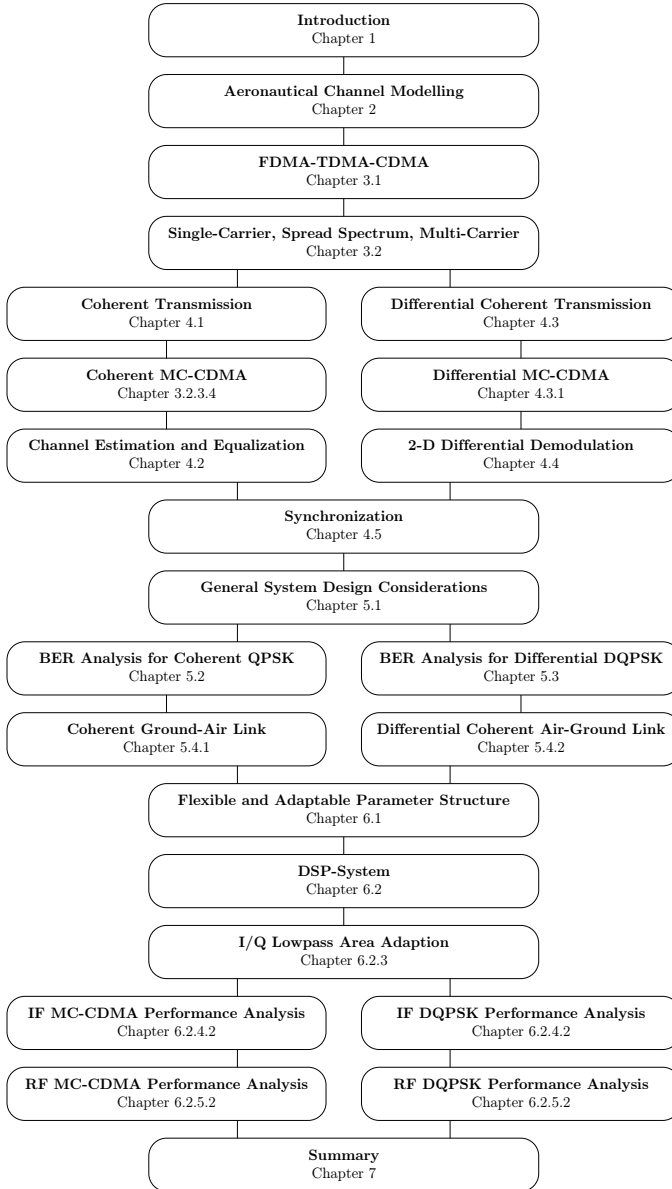 Introduction
Chapter 1
Aeronautical Channel Modelling
Chapter 2
FDMA-TDMA-CDMA
Chapter 3.1
Single-Carrier, Spread Spectrum, Multi-Carrier
Chapter 3.2
Coherent Transmission
Chapter 4.1
Differential Coherent Transmission
Chapter 4.3
Coherent MC-CDMA
Chapter 3.2.3.4
Differential MC-CDMA
Chapter 4.3.1
Channel Estimation and Equalization
Chapter 4.2
2-D Differential Demodulation
Chapter 4.4
Synchronization
Chapter 4.5
General System Design Considerations
Chapter 5.1
BER Analysis for Coherent QPSK
Chapter 5.2
BER Analysis for Differential DQPSK
Chapter 5.3
Coherent Ground-Air Link
Chapter 5.4.1
Differential Coherent Air-Ground Link
Chapter 5.4.2
Flexible and Adaptable Parameter Structure
Chapter 6.1
DSP-System
Chapter 6.2
I/Q Lowpass Area Adaption
Chapter 6.2.3
IF MC-CDMA Performance Analysis
Chapter 6.2.4.2
IF DQPSK Performance Analysis
Chapter 6.2.4.2
RF MC-CDMA Performance Analysis
Chapter 6.2.5.2
RF DQPSK Performance Analysis
Chapter 6.2.5.2
Summary
Chapter 7